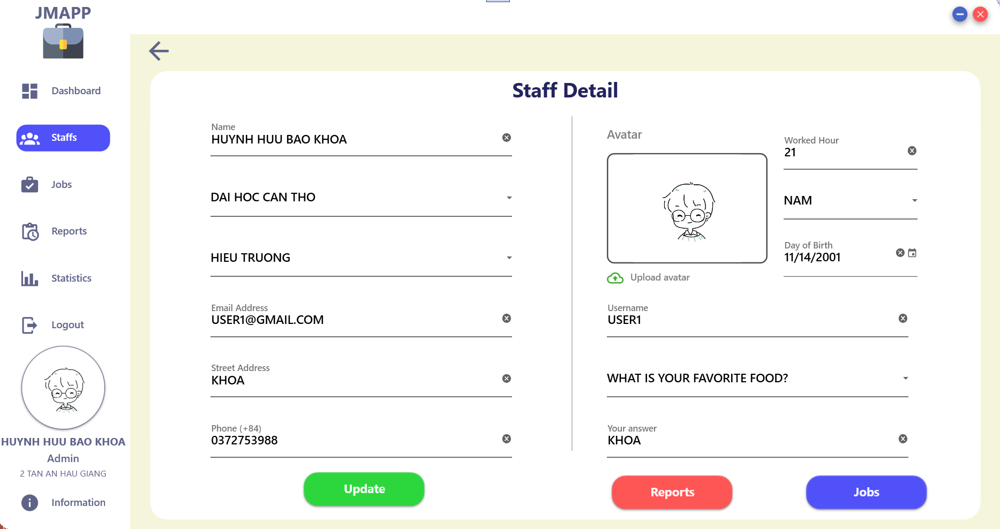 JMAPP
Dashboard
Staffs
Jobs
Reports
Statistics
Logout
HUYNH HUU BAO KHOA
Admin
2 TAN AN HAU GIANG
Information
Staff Detail
Name
HUYNH HUU BAO KHOA
DAI HOC CAN THO
HIEU TRUONG
Email Address
USER1@GMAIL.COM
Street Address
KHOA
Phone (+84)
0372753988
Update
Avatar
Upload avatar
Worked Hour
21
NAM
Day of Birth
11/14/2001
Username
USER1
WHAT IS YOUR FAVORITE FOOD?
Your answer
KHOA
Reports
Jobs